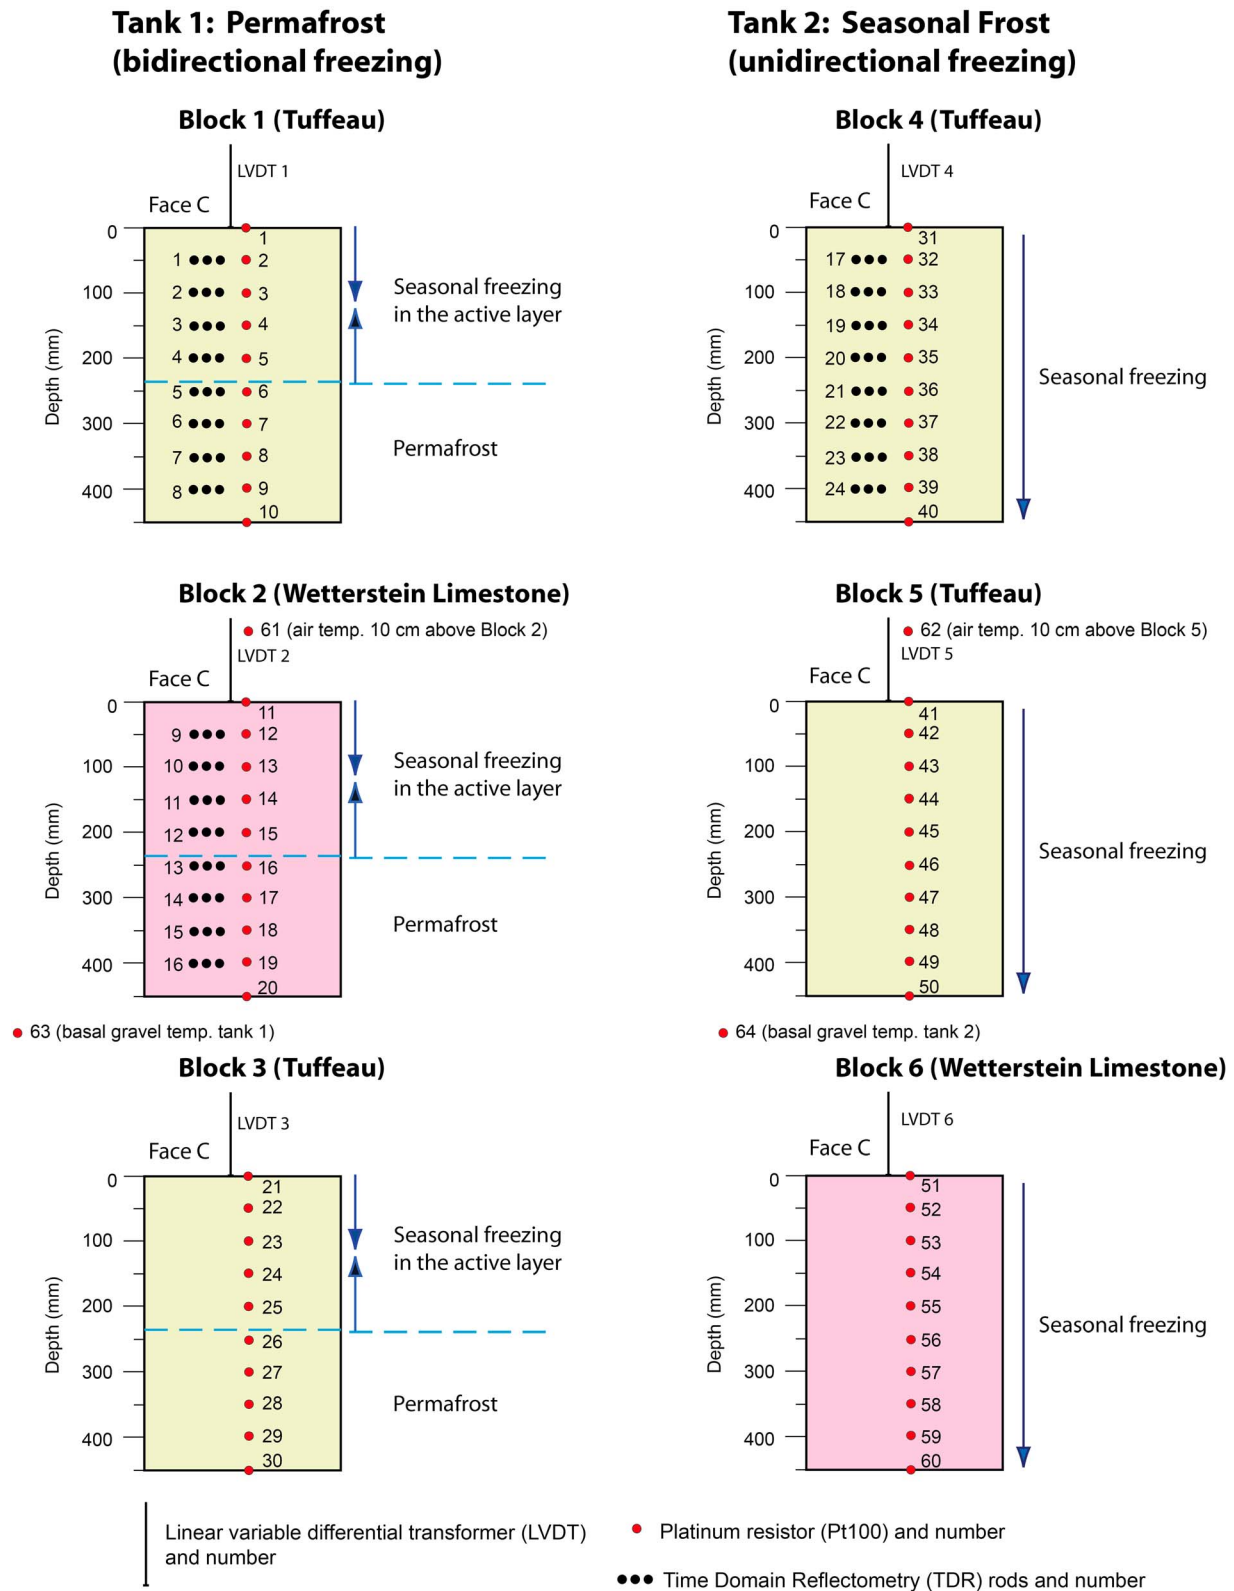 Tank 1: Permafrost
(bidirectional freezing)
Tank 2: Seasonal Frost
(unidirectional freezing)
Block 1 (Tuffeau)
LVDT 1
Face C
0
100
200
300
400
Depth (mm)
1
2
3
4
5
6
7
8
1
2
3
4
5
6
7
8
9
10
Seasonal freezing
in the active layer
Permafrost
Block 4 (Tuffeau)
LVDT 4
Face C
0
100
200
300
400
Depth (mm)
17
18
19
20
21
22
23
24
31
32
33
34
35
36
37
38
39
40
Seasonal freezing
Block 2 (Wetterstein Limestone)
61 (air temp. 10 cm above Block 2)
LVDT 2
Face C
0
100
200
300
400
Depth (mm)
9
10
11
12
13
14
15
16
11
12
13
14
15
16
17
18
19
20
Seasonal freezing
in the active layer
Permafrost
63 (basal gravel temp. tank 1)
Block 5 (Tuffeau)
62 (air temp. 10 cm above Block 5)
LVDT 5
Face C
0
100
200
300
400
Depth (mm)
41
42
43
44
45
46
47
48
49
50
Seasonal freezing
64 (basal gravel temp. tank 2)
Block 3 (Tuffeau)
LVDT 3
Face C
0
100
200
300
400
Depth (mm)
21
22
23
24
25
26
27
28
29
30
Seasonal freezing
in the active layer
Permafrost
Block 6 (Wetterstein Limestone)
LVDT 6
Face C
0
100
200
300
400
Depth (mm)
51
52
53
54
55
56
57
58
59
60
Seasonal freezing
Linear variable differential transformer (LVDT)
and number
Platinum resistor (Pt100) and number
Time Domain Reflectometry (TDR) rods and number